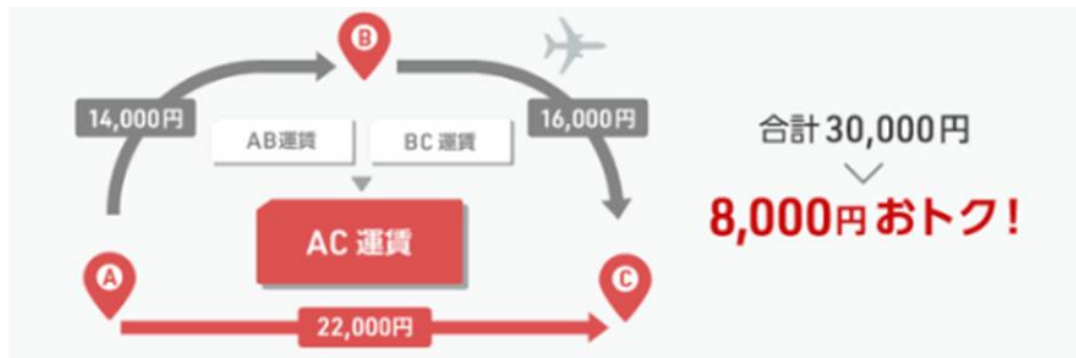 B
14,000円
16,000円
AB運賃
BC 運賃
合計30,000円
8,000円おトク!
AC 運賃
A
C
22,000円